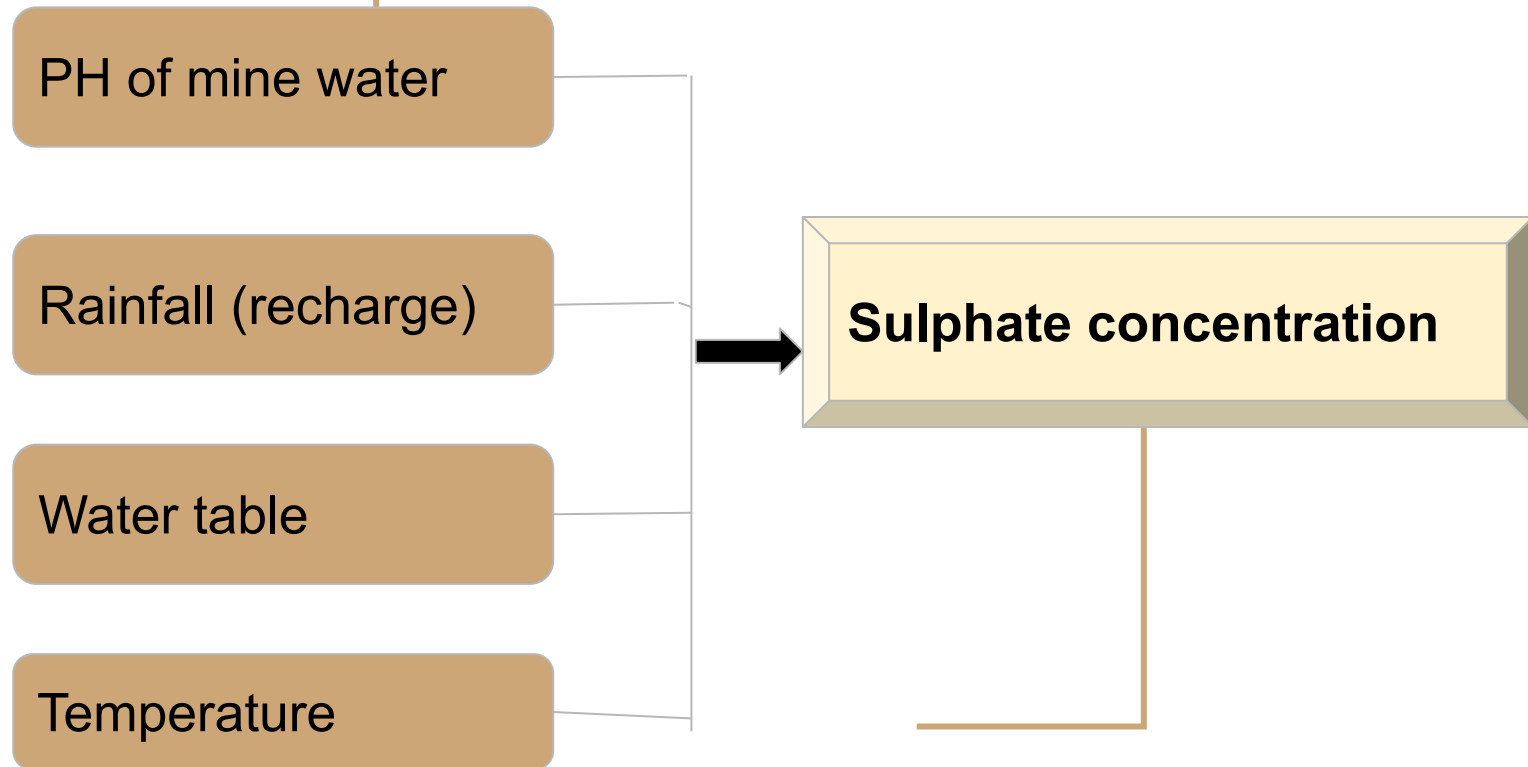 PH of mine water
Rainfall (recharge)
Sulphate concentration
Water table
Temperature